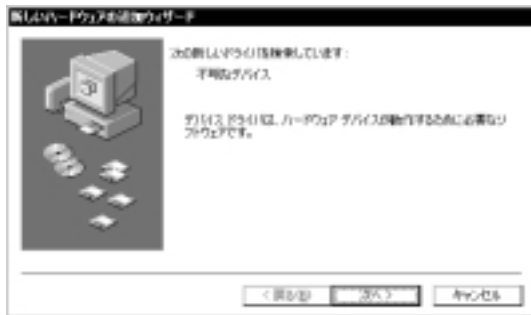 新しいハードウェアの追加ウィザード
次の新しいドライバを検索しています:
不明なデバイス
デバイス ドライバは、ハードウェア デバイスが動作するために必要なソ
フトウェアです。
< 戻る(B)
次へ >
キャンセル